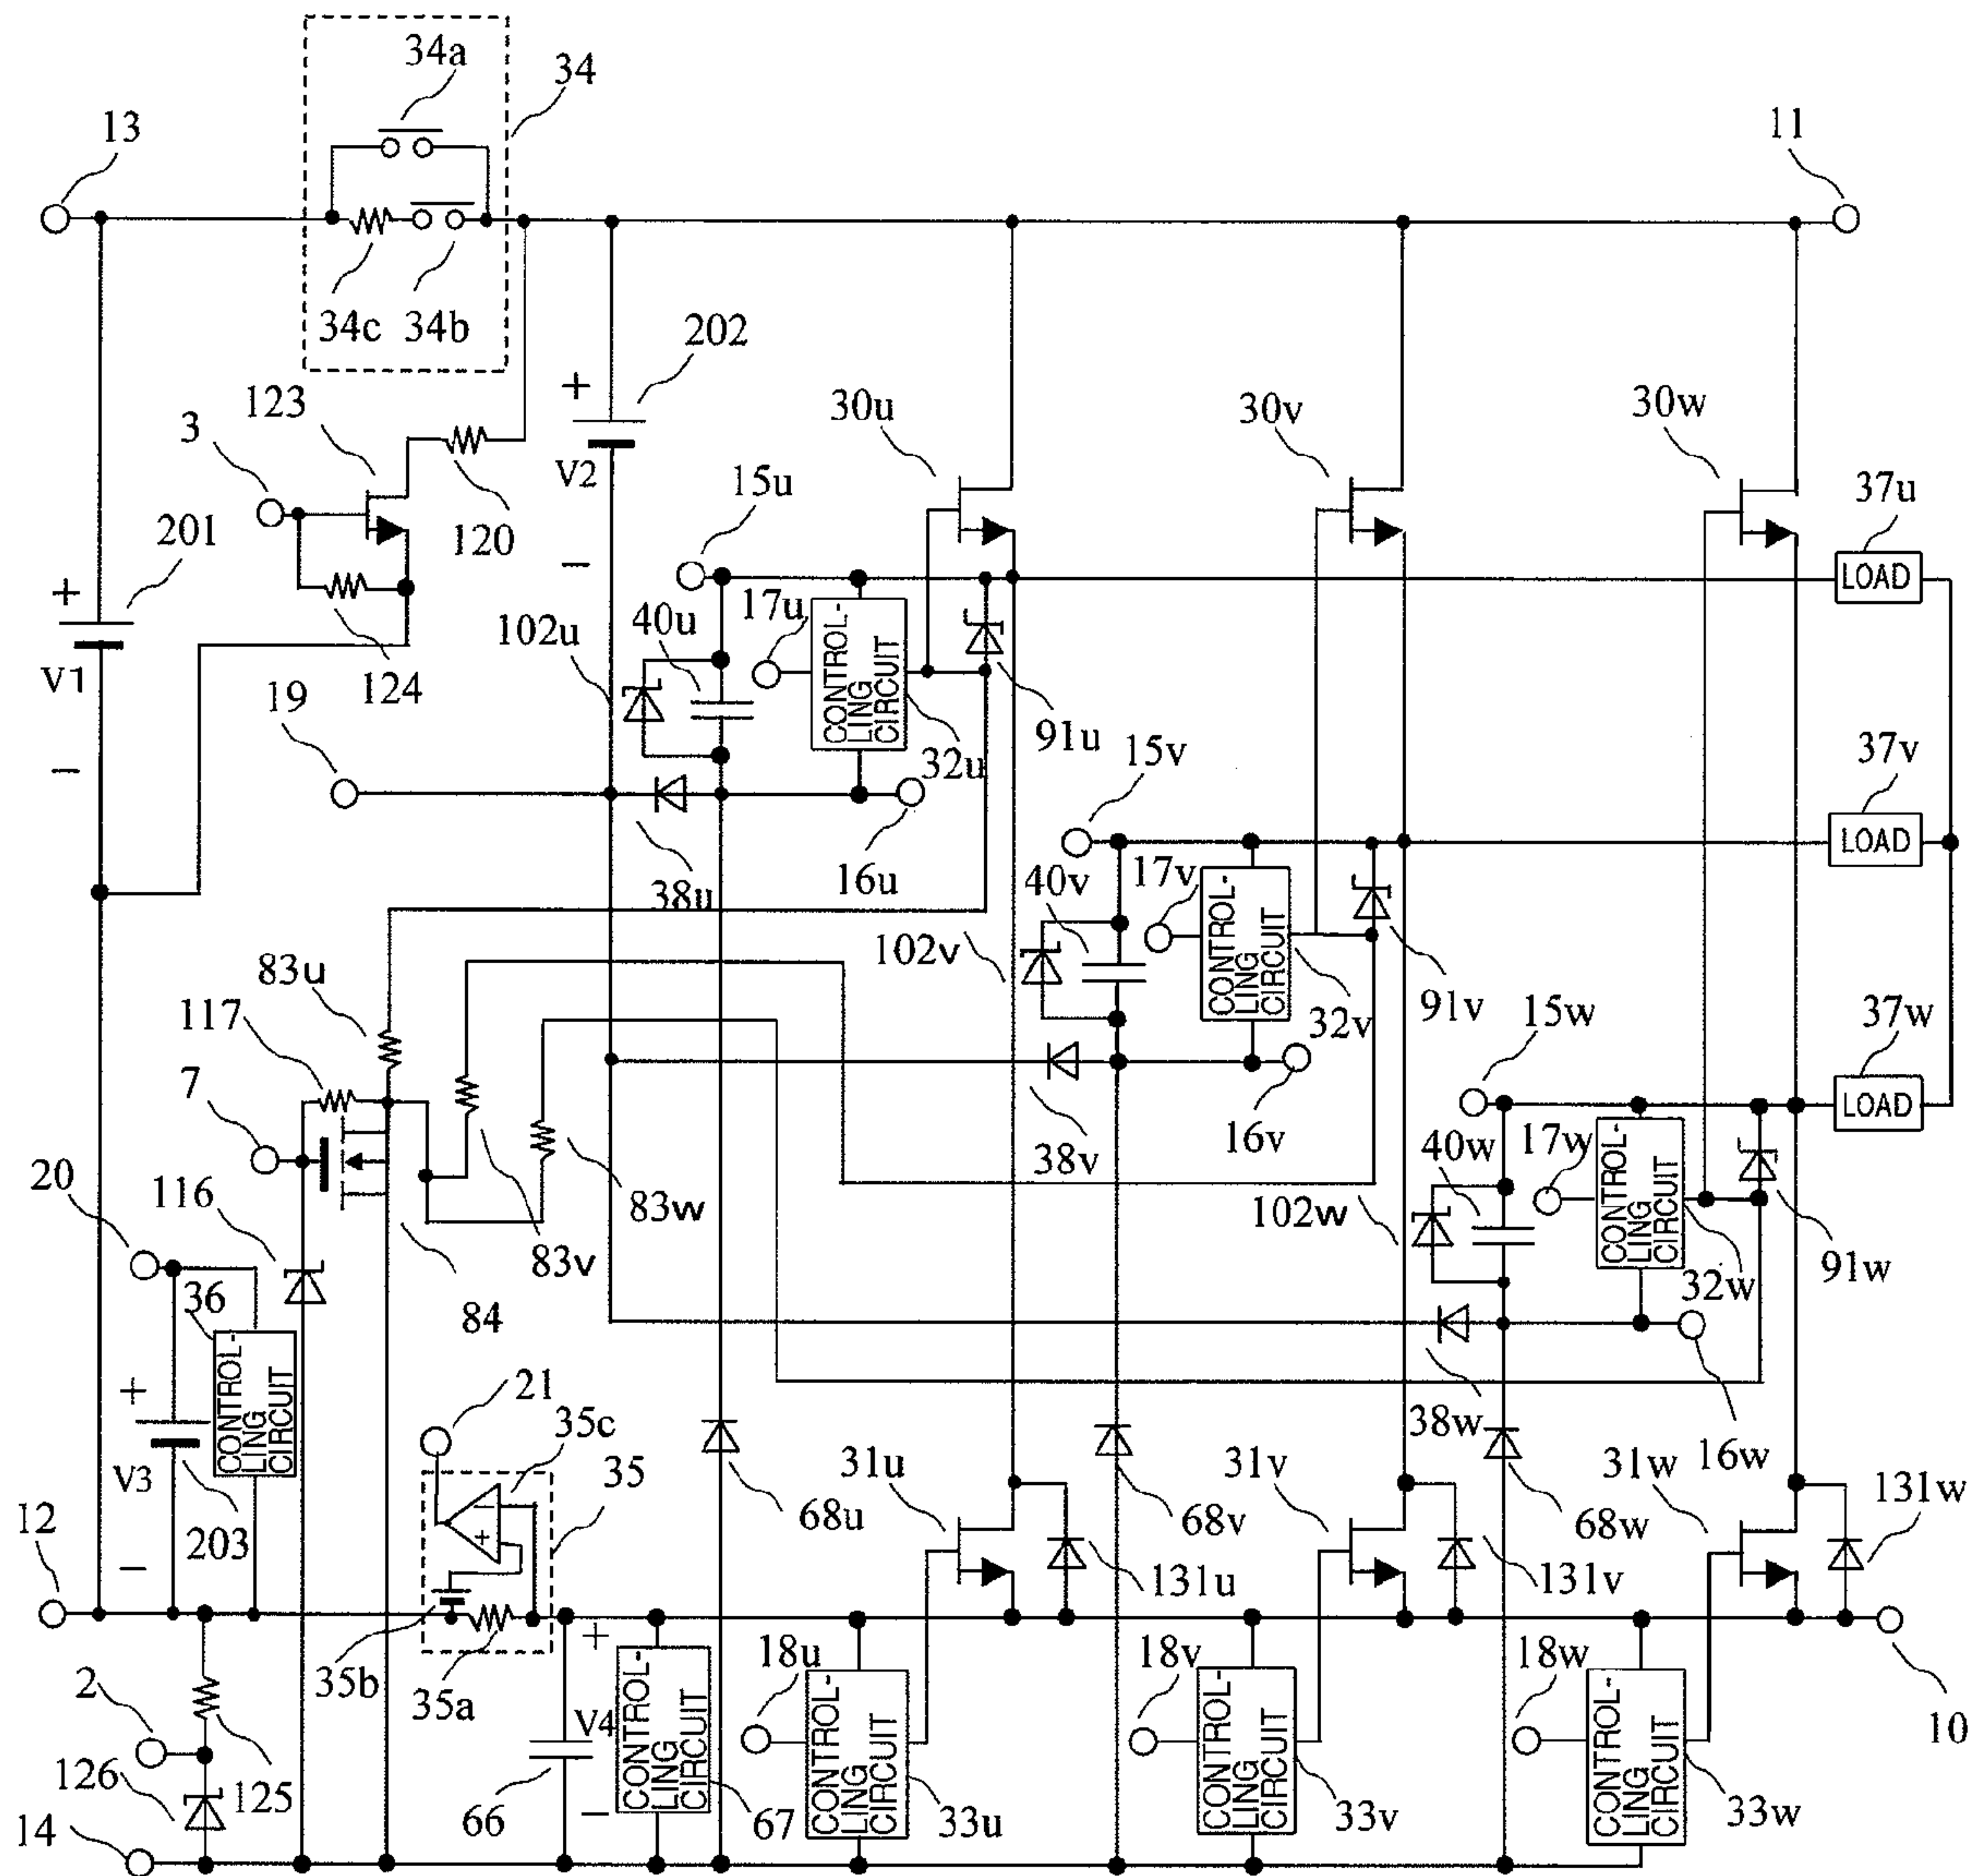 34a
34
13
11
34c 34b
202
123
+
30u
30v
30w
3
V2
15u
37u
201
120
LOAD
+
−
17u
102u
40u
CONTROL-
LING
CIRCUIT
V1
124
19
91u
15v
37v
−
32u
LOAD
16u
17v
38u
40v
CONTROL-
LING
CIRCUIT
102v
83u
91v
15w
117
32v
37w
7
LOAD
16v
17w
20
38v
40w
CONTROL-
LING
CIRCUIT
116
83w
102w
83v
36
32w
91w
84
CONTROL-
LING
CIRCUIT
21
+
35c
38w
V3
35
31u
31v
16w
31w
−
131w
12
203
+
68u
68v
68w
−
131u
131v
+
18u
18v
18w
2
35b
35a
V4
CONTROL-
LING
CIRCUIT
CONTROL-
LING
CIRCUIT
CONTROL-
LING
CIRCUIT
CONTROL-
LING
CIRCUIT
10
126
125
66
−
67
33u
33v
33w
14